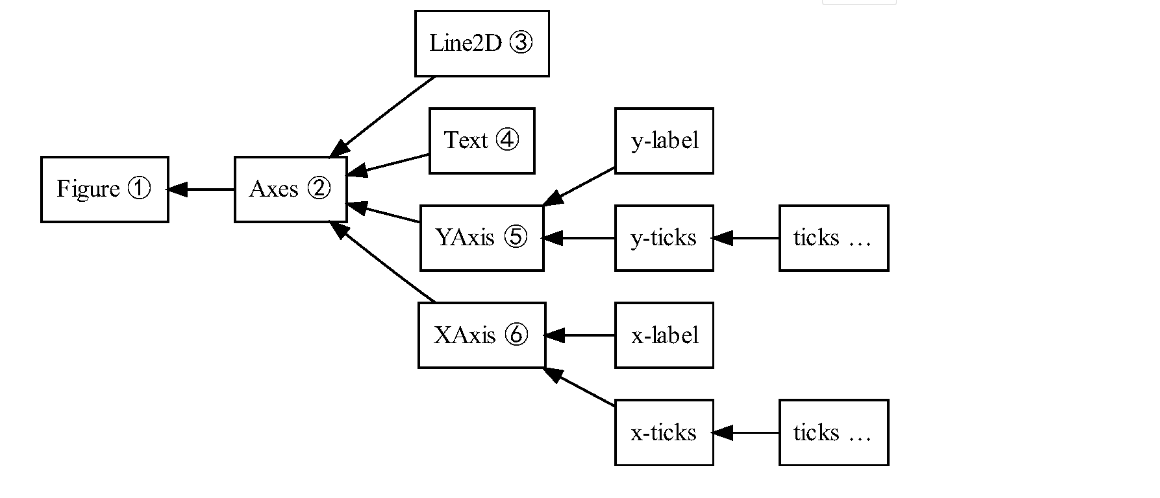 Line2D ③
Text ④
y-label
Figure ①
Axes ②
YAxis ⑤
y-ticks
ticks …
XAxis ⑥
x-label
x-ticks
ticks …